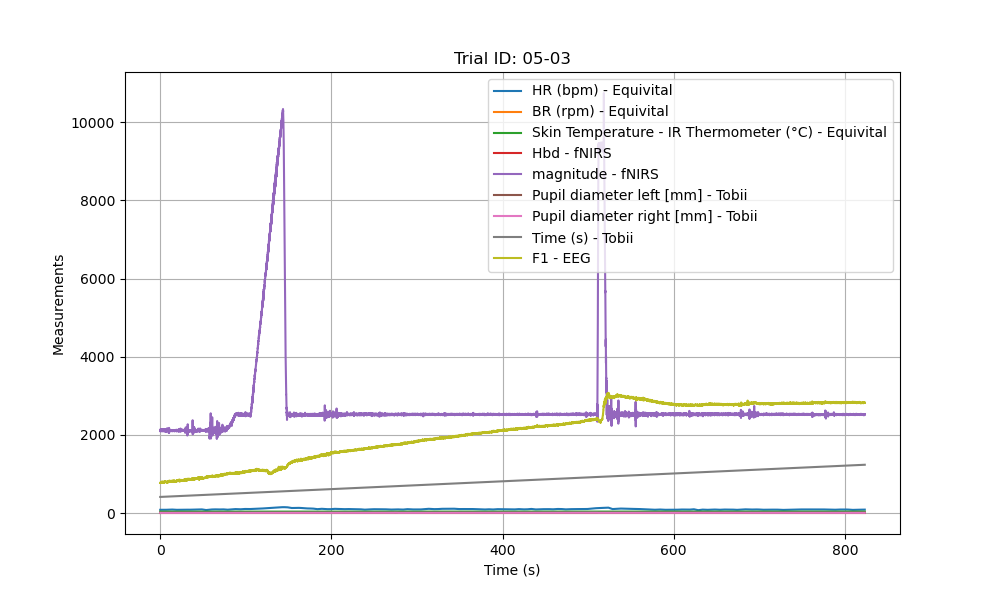 Trial ID: 05-03
HR (bpm) - Equivital
BR (rpm) - Equivital
Skin Temperature - IR Thermometer (°C) - Equivital
Hbd - fNIRS
magnitude - fNIRS
Pupil diameter left [mm] - Tobii
Pupil diameter right [mm] - Tobii
Time (s) - Tobii
F1 - EEG
Measurements
10000
8000
6000
4000
2000
0
0 200 400 600 800
Time (s)